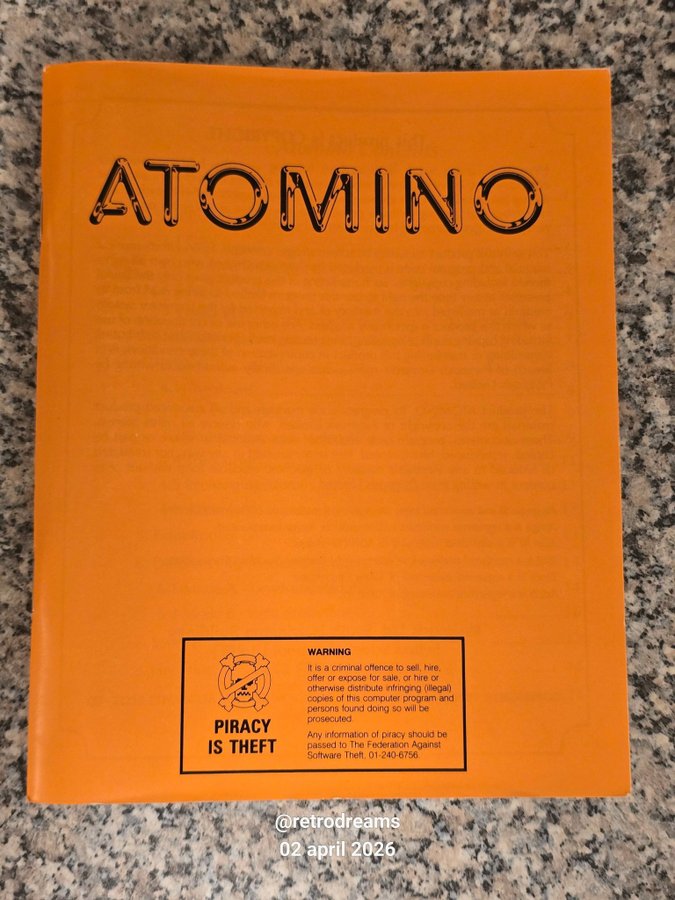 ATOMINO
PIRACY
IS THEFT
WARNING
It is a criminal offence to sell, hire,
offer or expose for sale, or hire or
otherwise distribute infringing (illegal)
copies of this computer program and
persons found doing so will be
prosecuted.
Any information of piracy should be
passed to The Federation Against
Software Theft, 01-240-6756.
@retrodreams
02 april 2026